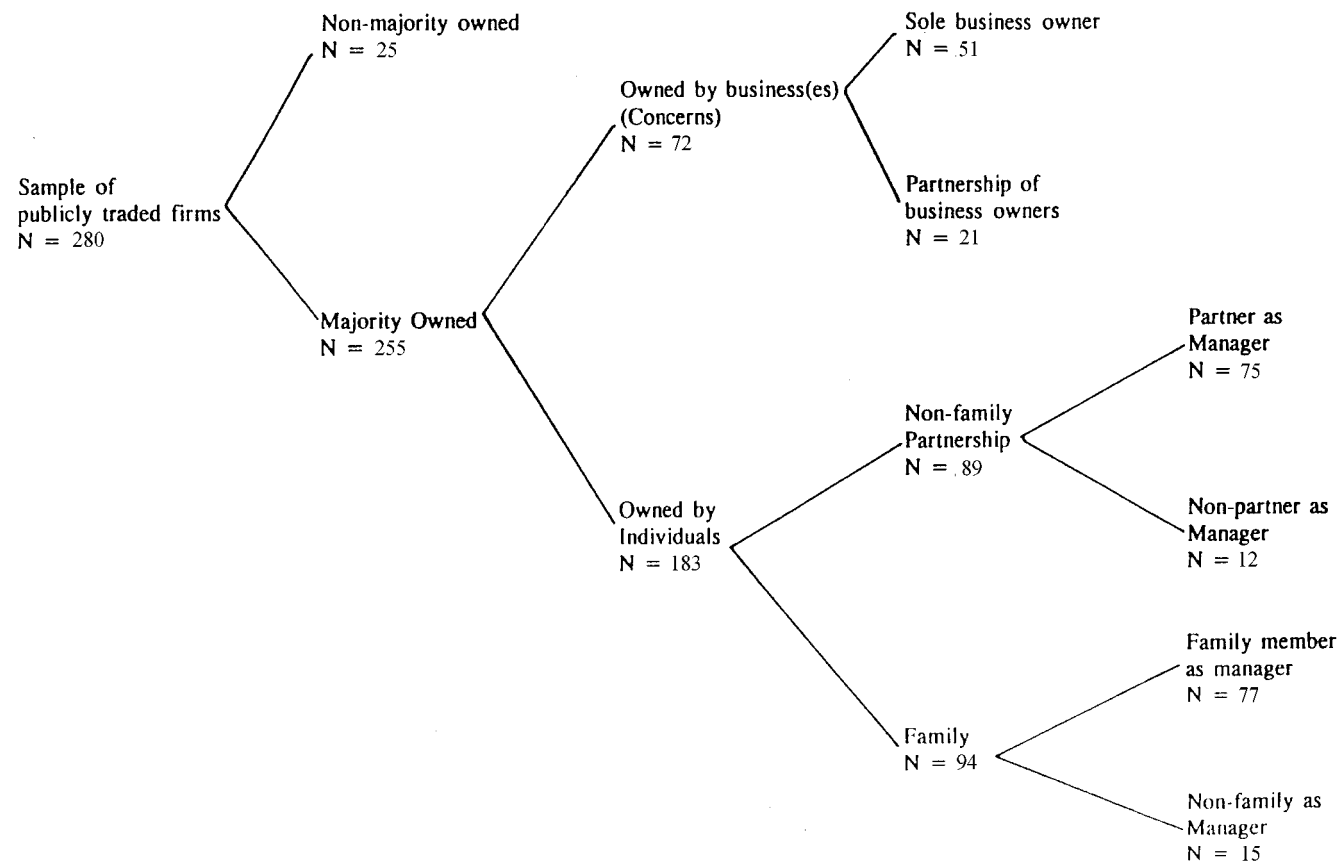 Non-majority owned
N = 25
Sole business owner
N = 51
Owned by business(es)
(Concerns)
N = 72
Sample of
publicly traded firms
N = 280
Partnership of
business owners
N = 21
Majority Owned
N = 255
Partner as
Manager
N = 75
Non-family
Partnership
N = 89
Owned by
Individuals
N = 183
Non-partner as
Manager
N = 12
Family member
as manager
N = 77
Family
N = 94
Non-family as
Manager
N = 15